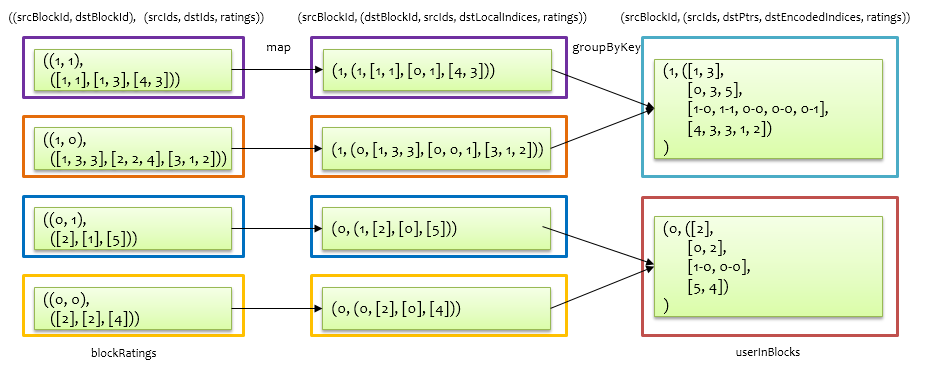 ((srcBlockId, dstBlockId), (srcIds, dstIds, ratings))
(srcBlockId, (dstBlockId, srcIds, dstLocalIndices, ratings))
(srcBlockId, (srcIds, dstPtrs, dstEncodedIndices, ratings))
map
groupByKey
((1, 1),
([1, 1], [1, 3], [4, 3]))
(1, (1, [1, 1], [0, 1], [4, 3]))
(1, ([1, 3],
[0, 3, 5],
[1-0, 1-1, 0-0, 0-0, 0-1],
[4, 3, 3, 1, 2])
)
((1, 0),
([1, 3, 3], [2, 2, 4], [3, 1, 2]))
(1, (0, [1, 3, 3], [0, 0, 1], [3, 1, 2]))
((0, 1),
([2], [1], [5]))
(0, (1, [2], [0], [5]))
(0, ([2],
[0, 2],
[1-0, 0-0],
[5, 4])
)
((0, 0),
([2], [2], [4]))
(0, (0, [2], [0], [4]))
blockRatings
userInBlocks